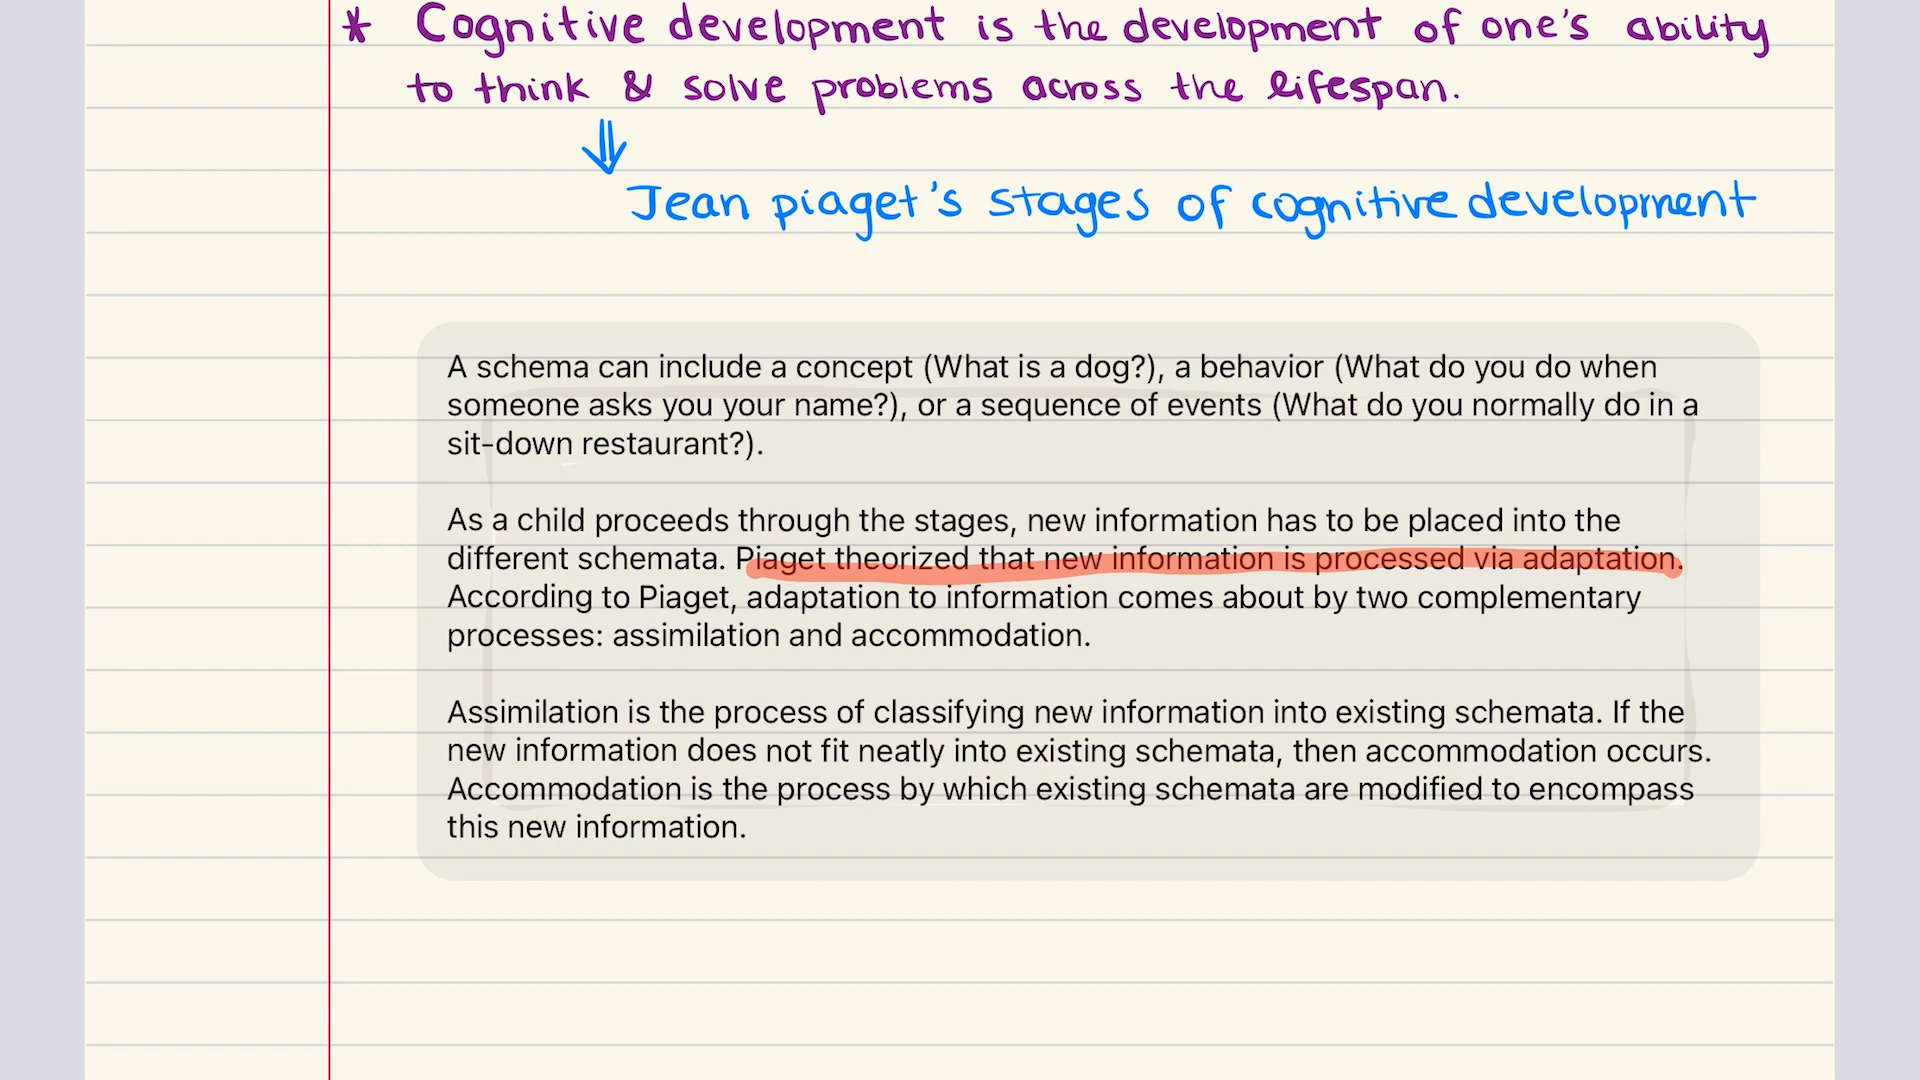 * Cognitive development is the development of one's ability
to think & solve problems across the lifespan.
Jean piaget's stages of cognitive development
A schema can include a concept (What is a dog?), a behavior (What do you do when
someone asks you your name?), or a sequence of events (What do you normally do in a
sit-down restaurant?).
As a child proceeds through the stages, new information has to be placed into the
different schemata. Piaget theorized that new information is processed via adaptation.
According to Piaget, adaptation to information comes about by two complementary
processes: assimilation and accommodation.
Assimilation is the process of classifying new information into existing schemata. If the
new information does not fit neatly into existing schemata, then accommodation occurs.
Accommodation is the process by which existing schemata are modified to encompass
this new information.